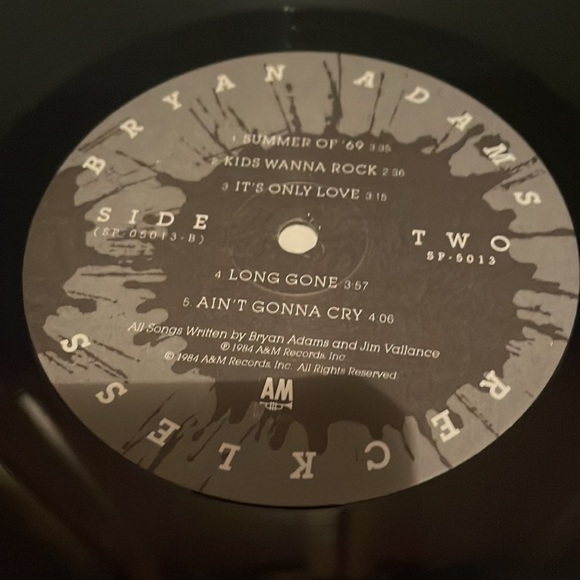 BRYAN ADAMS
1. SUMMER OF '69 3:35
2. KIDS WANNA ROCK 2:36
3. IT'S ONLY LOVE 3:15
SIDE
(SP-05013-B)
TWO
SP-5013
4. LONG GONE 3:57
5. AIN'T GONNA CRY 4:06
All Songs Written by Bryan Adams and Jim Vallance
℗ 1984 A&M Records, Inc.
© 1984 A&M Records, Inc. All Rights Reserved.
AM
RECKLESS